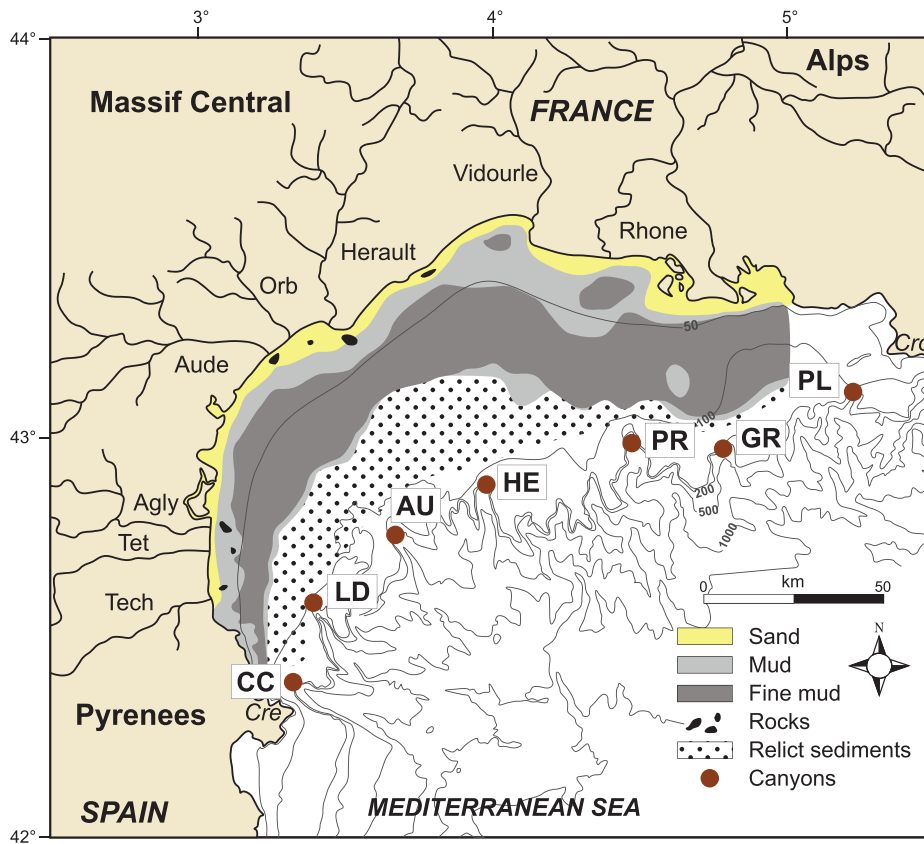 3° 4° 5°
44°
Alps
Massif Central
FRANCE
Vidourle
Rhone
Herault
Orb
50
Cro
Aude
PL
100
43°
PR
GR
HE
200
Agly
AU
500
Tet
1000
km
0 50
LD
Tech
Sand
N
Mud
CC
Fine mud
Cre
Pyrenees
Rocks
Relict sediments
Canyons
SPAIN
MEDITERRANEAN SEA
42°